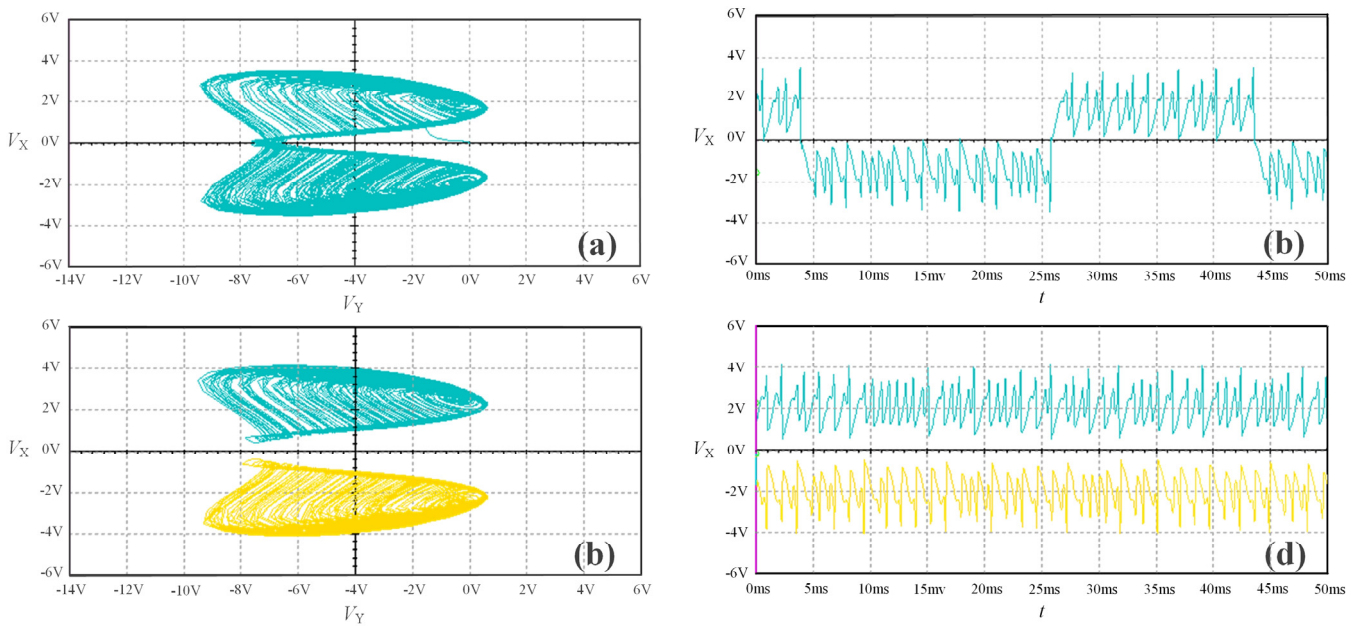 6V
4V
2V
V_X 0V
-2V
-4V
-6V
(a)
-14V -12V -10V -8V -6V -4V -2V 0V 2V 4V 6V
V_Y
6V
4V
2V
V_X 0V
-2V
-4V
6V
(b)
0ms 5ms 10ms 15mv 20ms 25ms 30ms 35ms 40ms 45ms 50ms
t
6V
4V
2V
V_X 0V
-2V
-4V
-6V
(b)
-14V -12V -10V -8V -6V -4V -2V 0V 2V 4V 6V
V_Y
6V
4V
2V
V_X 0V
-2V
-4V
-6V
(d)
0ms 5ms 10ms 15mv 20ms 25ms 30ms 35ms 40ms 45ms 50ms
t